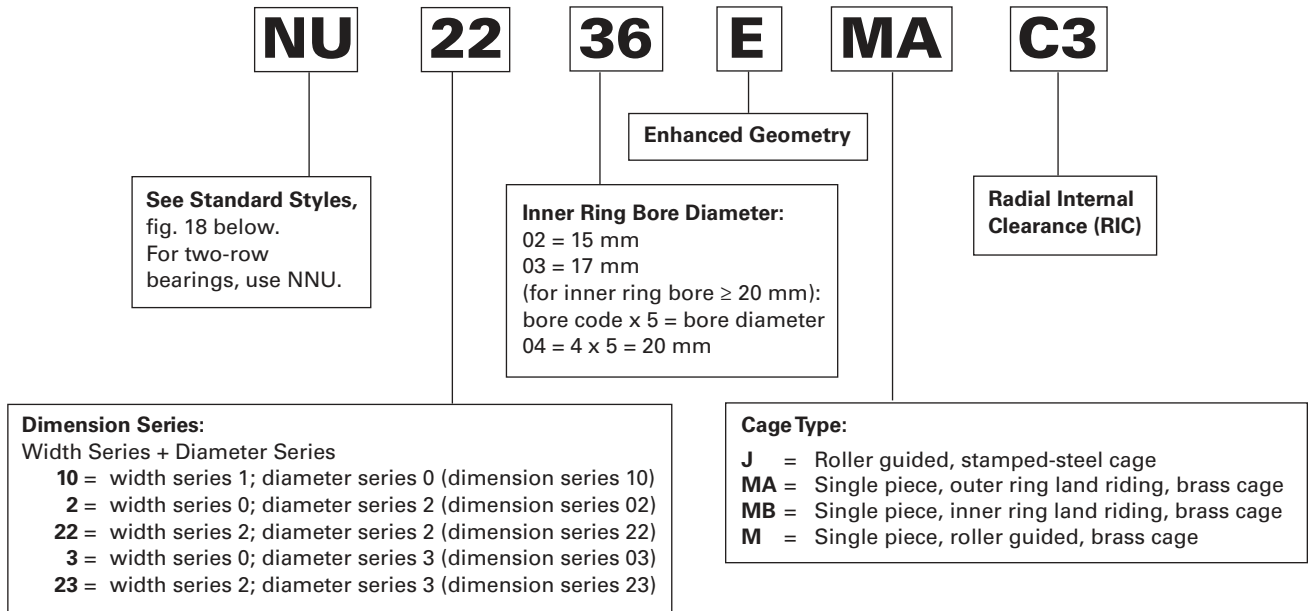 NU 22 36 E MA C3
Enhanced Geometry
See Standard Styles,
fig. 18 below.
For two-row
bearings, use NNU.
Inner Ring Bore Diameter:
02 = 15 mm
03 = 17 mm
(for inner ring bore ≥ 20 mm):
bore code x 5 = bore diameter
04 = 4 x 5 = 20 mm
Radial Internal
Clearance (RIC)
Dimension Series:
Width Series + Diameter Series
10 = width series 1; diameter series 0 (dimension series 10)
2 = width series 0; diameter series 2 (dimension series 02)
22 = width series 2; diameter series 2 (dimension series 22)
3 = width series 0; diameter series 3 (dimension series 03)
23 = width series 2; diameter series 3 (dimension series 23)
Cage Type:
J = Roller guided, stamped-steel cage
MA = Single piece, outer ring land riding, brass cage
MB = Single piece, inner ring land riding, brass cage
M = Single piece, roller guided, brass cage